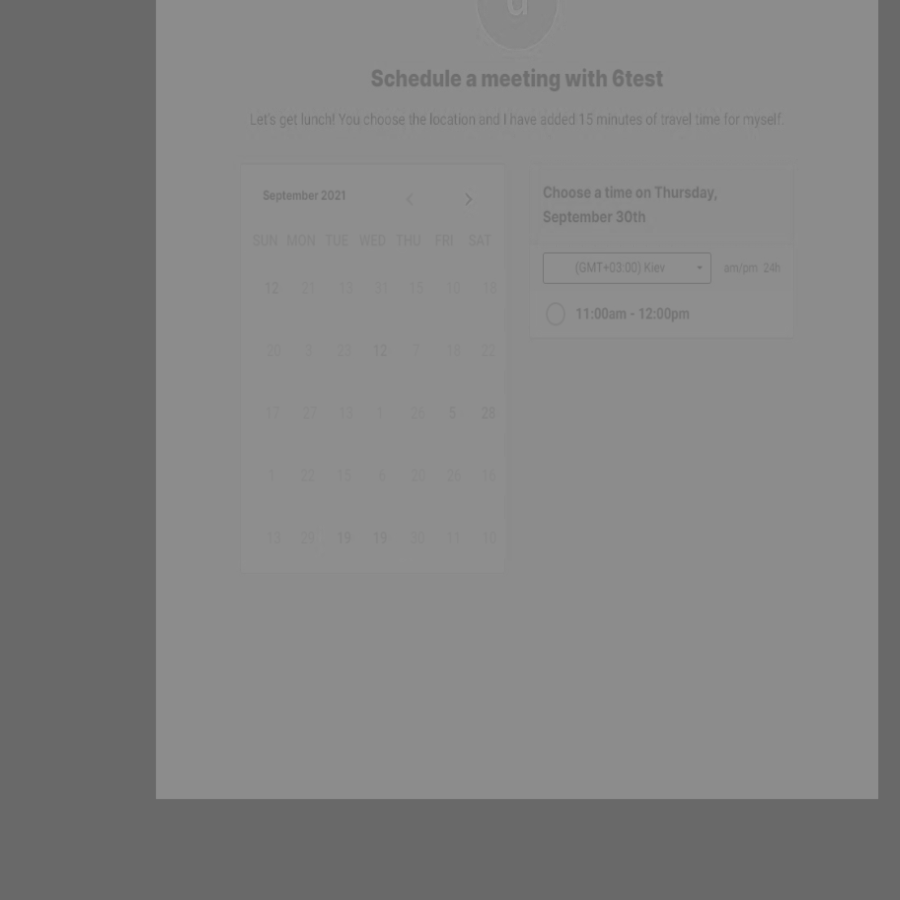 a
Schedule a meeting with 6test
Let's get lunch! You choose the location and I have added 15 minutes of travel time for myself.
September 2021
SUN MON TUE WED THU FRI SAT
12 21 13 31 15 10 18
20 23 12 7 18 22
17 27 13 1 26 5 28
1 22 15 6 20 26 16
13 29 19 19 30 11 10
Choose a time on Thursday,
September 30th
(GMT+03:00) Kiev am/pm 24h
11:00am - 12:00pm